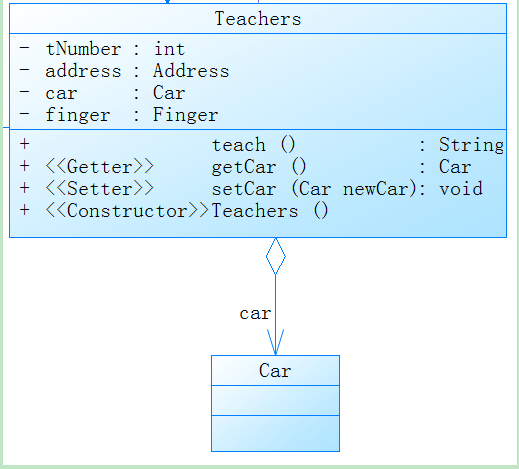 Teachers
- tNumber : int
- address : Address
- car : Car
- finger : Finger
+ teach () : String
+ <<Getter>> getCar () : Car
+ <<Setter>> setCar (Car newCar): void
+ <<Constructor>>Teachers ()
car
Car